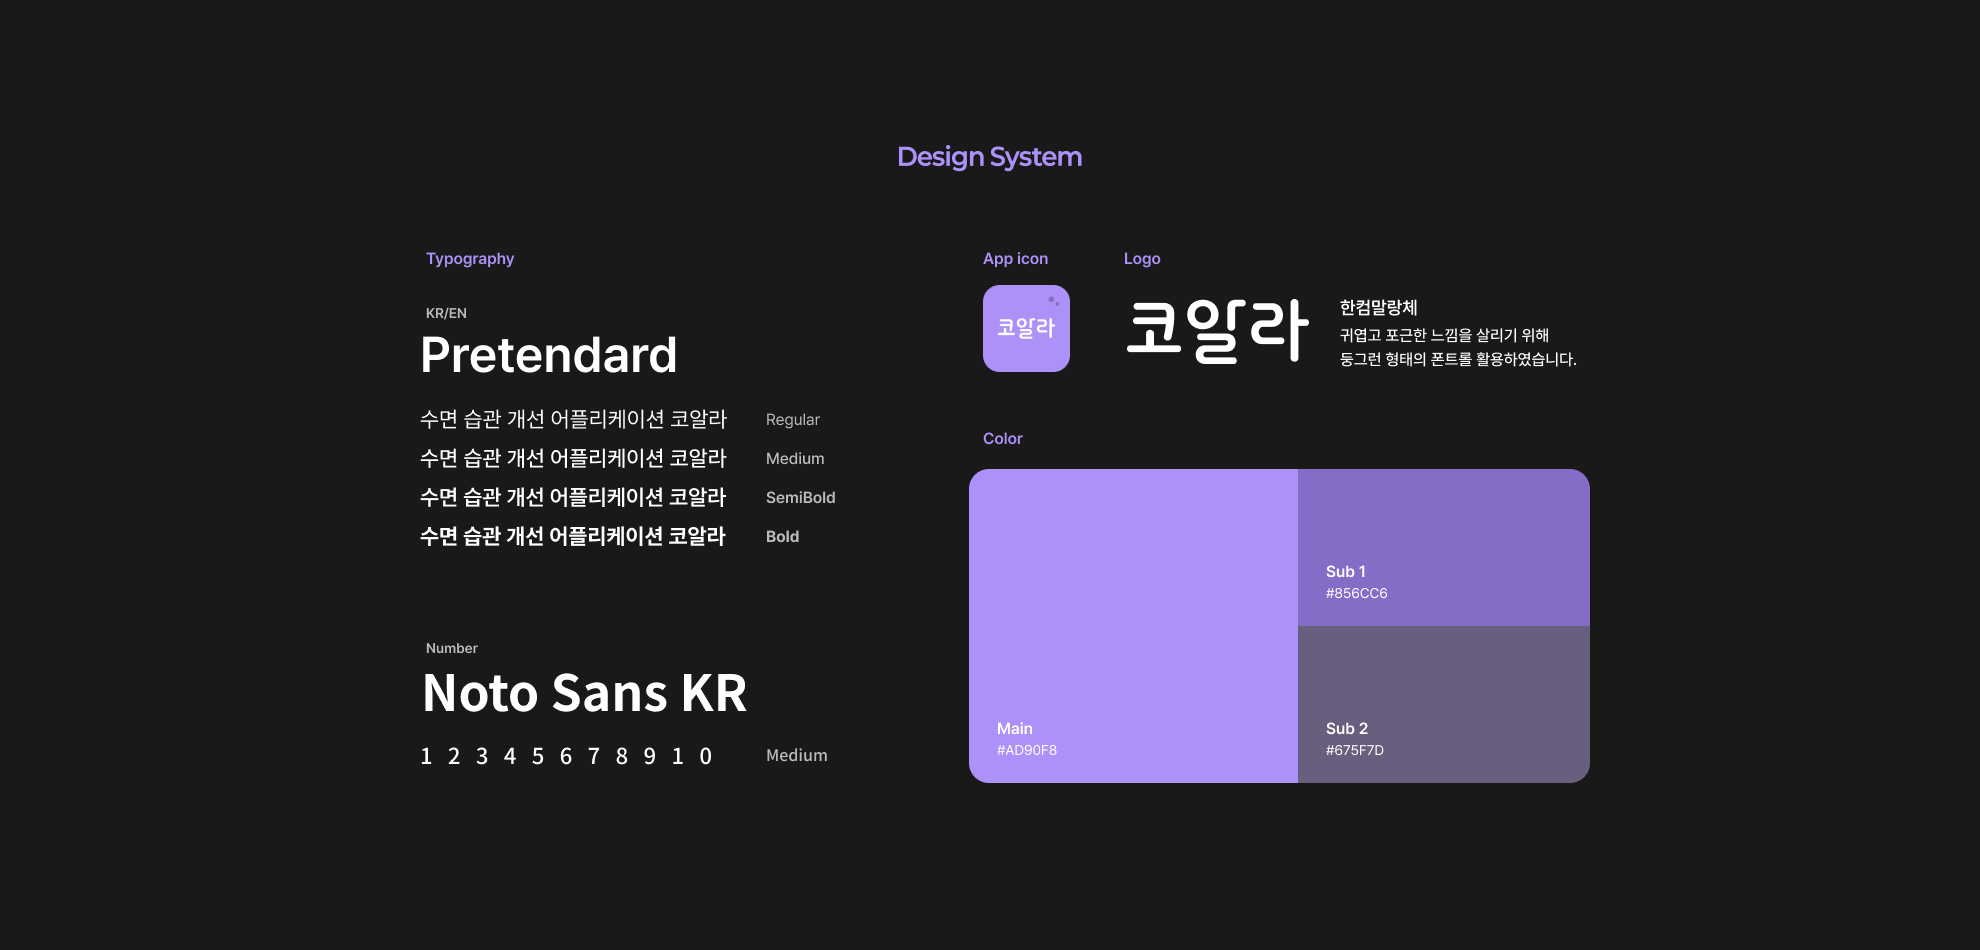 Design System
Typography
KR/EN
Pretendard
수면 습관 개선 어플리케이션 코알라 Regular
수면 습관 개선 어플리케이션 코알라 Medium
수면 습관 개선 어플리케이션 코알라 SemiBold
수면 습관 개선 어플리케이션 코알라 Bold
Number
Noto Sans KR
1 2 3 4 5 6 7 8 9 1 0 Medium
App icon
코알라
Logo
코알라
한컴말랑체
귀엽고 포근한 느낌을 살리기 위해
둥그런 형태의 폰트롤 활용하였습니다.
Color
Main
#AD90F8
Sub 1
#856CC6
Sub 2
#675F7D